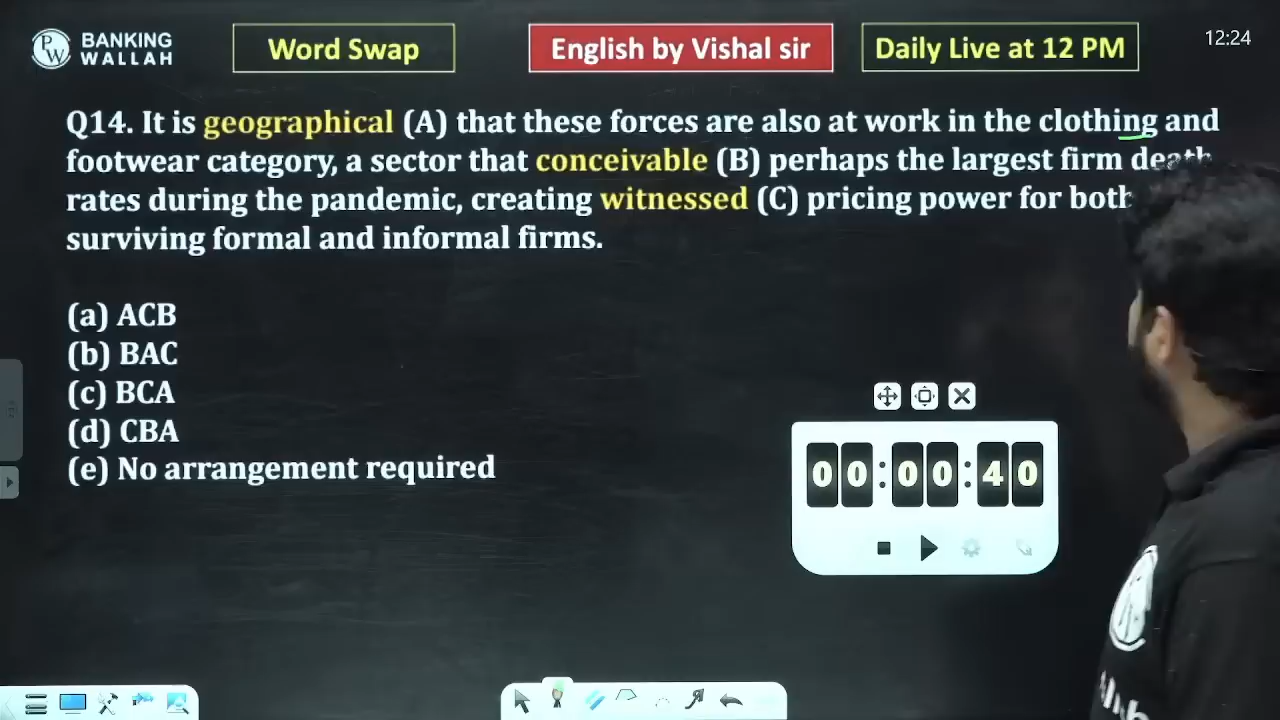 BANKING WALLAH
Word Swap
English by Vishal sir
Daily Live at 12 PM
12:24
Q14. It is geographical (A) that these forces are also at work in the clothing and
footwear category, a sector that conceivable (B) perhaps the largest firm death
rates during the pandemic, creating witnessed (C) pricing power for both
surviving formal and informal firms.
(a) ACB
(b) BAC
(c) BCA
(d) CBA
(e) No arrangement required
00:00:40